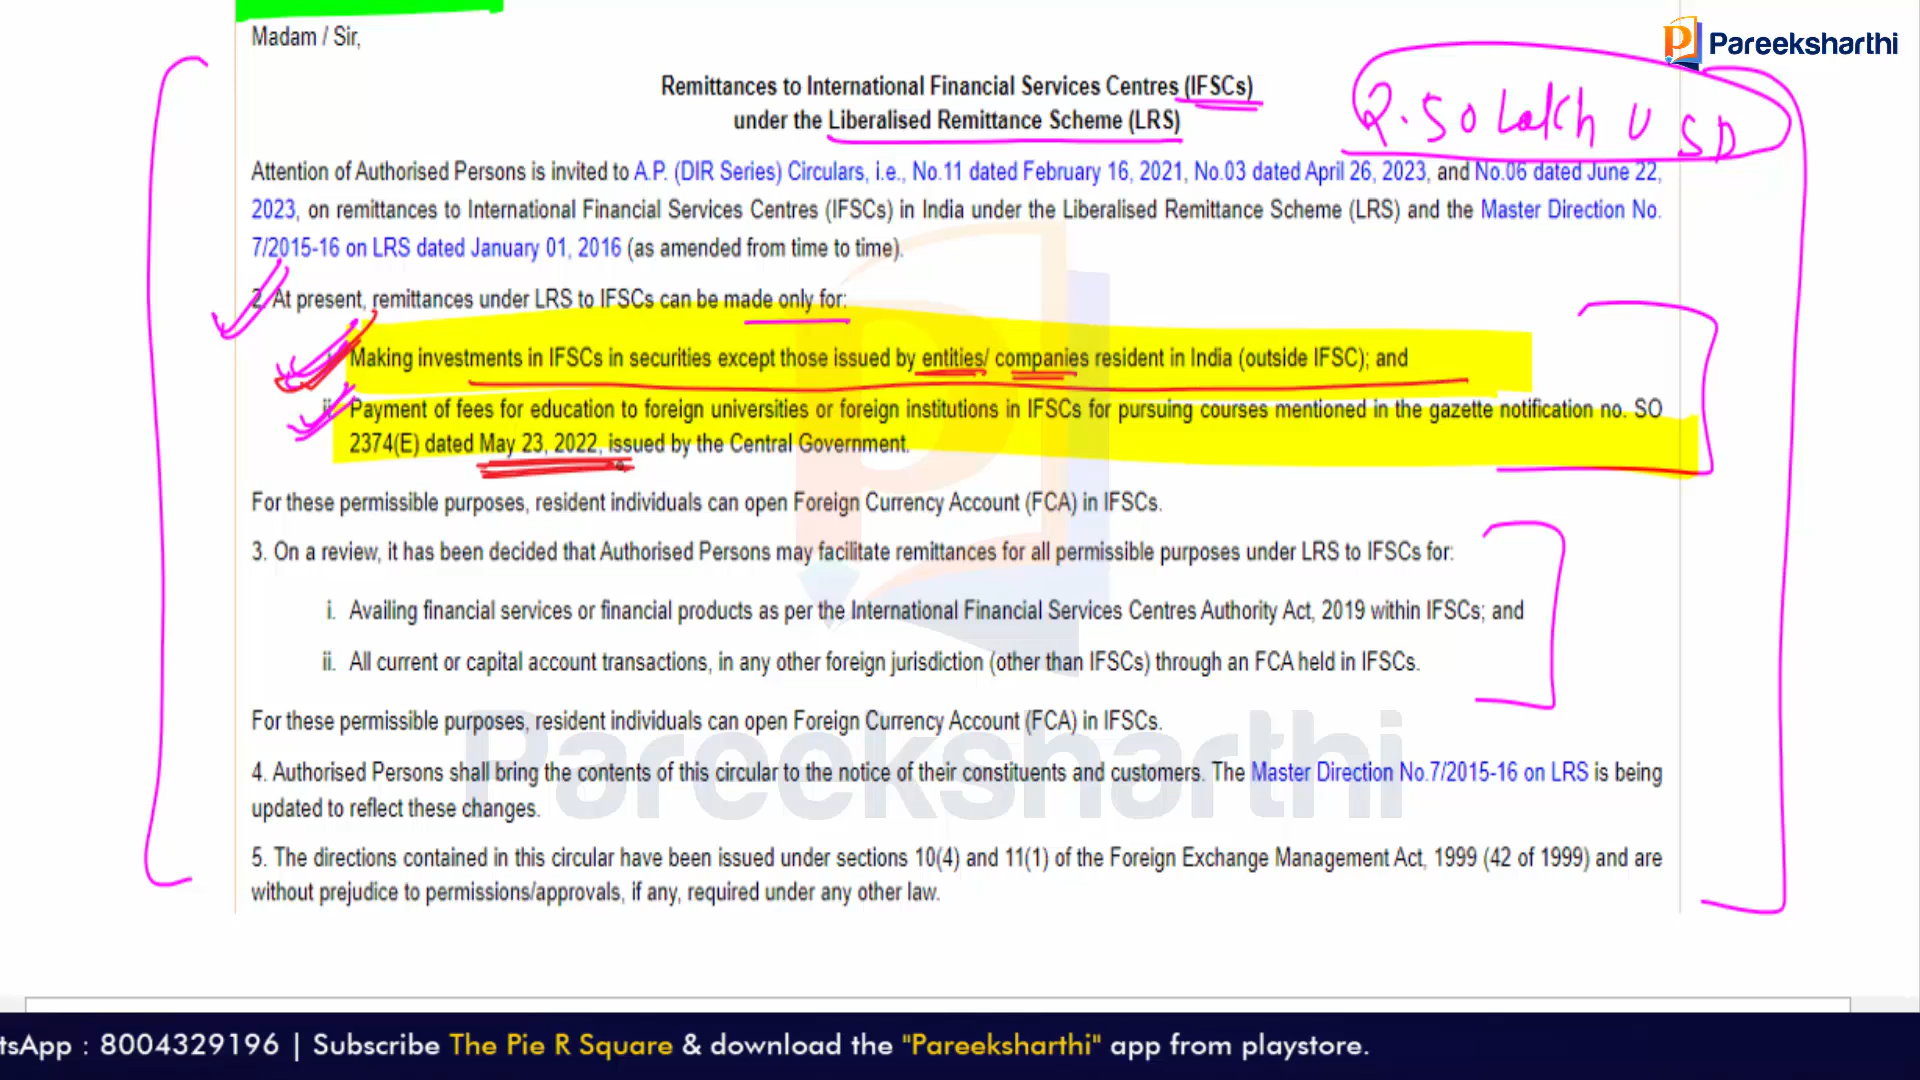 Pareeksharthi
Madam / Sir,
Remittances to International Financial Services Centres (IFSCs)
under the Liberalised Remittance Scheme (LRS)
2.50 Lakh USD
Attention of Authorised Persons is invited to A.P. (DIR Series) Circulars, i.e., No.11 dated February 16, 2021, No.03 dated April 26, 2023, and No.06 dated June 22,
2023, on remittances to International Financial Services Centres (IFSCs) in India under the Liberalised Remittance Scheme (LRS) and the Master Direction No.
7/2015-16 on LRS dated January 01, 2016 (as amended from time to time).
2. At present, remittances under LRS to IFSCs can be made only for:
i. Making investments in IFSCs in securities except those issued by entities/ companies resident in India (outside IFSC); and
ii. Payment of fees for education to foreign universities or foreign institutions in IFSCs for pursuing courses mentioned in the gazette notification no. SO
2374(E) dated May 23, 2022, issued by the Central Government.
For these permissible purposes, resident individuals can open Foreign Currency Account (FCA) in IFSCs.
3. On a review, it has been decided that Authorised Persons may facilitate remittances for all permissible purposes under LRS to IFSCs for:
i. Availing financial services or financial products as per the International Financial Services Centres Authority Act, 2019 within IFSCs; and
ii. All current or capital account transactions, in any other foreign jurisdiction (other than IFSCs) through an FCA held in IFSCs.
For these permissible purposes, resident individuals can open Foreign Currency Account (FCA) in IFSCs.
Pareeksharthi
4. Authorised Persons shall bring the contents of this circular to the notice of their constituents and customers. The Master Direction No.7/2015-16 on LRS is being
updated to reflect these changes.
5. The directions contained in this circular have been issued under sections 10(4) and 11(1) of the Foreign Exchange Management Act, 1999 (42 of 1999) and are
without prejudice to permissions/approvals, if any, required under any other law.
tsApp : 8004329196 | Subscribe The Pie R Square & download the "Pareeksharthi" app from playstore.